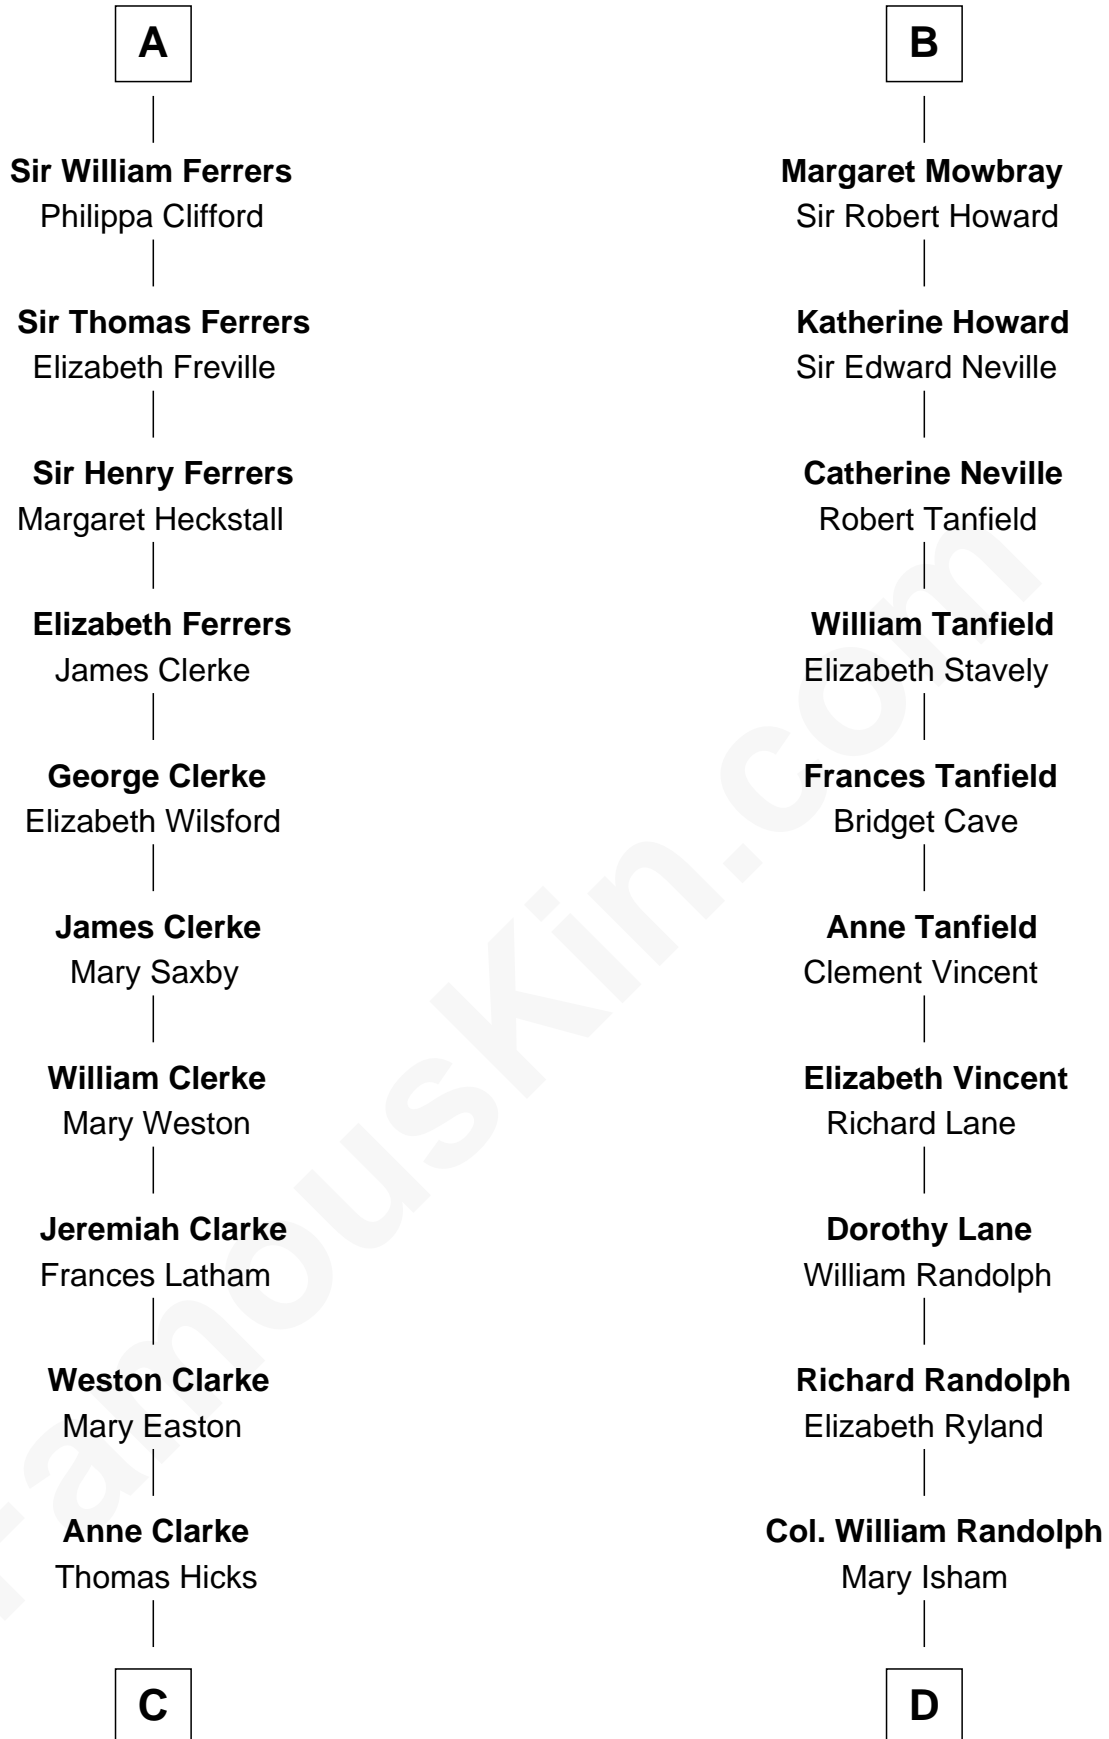 A
Sir William Ferrers
Philippa Clifford
Sir Thomas Ferrers
Elizabeth Freville
Sir Henry Ferrers
Margaret Heckstall
Elizabeth Ferrers
James Clerke
George Clerke
Elizabeth Wilsford
James Clerke
Mary Saxby
William Clerke
Mary Weston
Jeremiah Clarke
Frances Latham
Weston Clarke
Mary Easton
Anne Clarke
Thomas Hicks
C
B
Margaret Mowbray
Sir Robert Howard
Katherine Howard
Sir Edward Neville
Catherine Neville
Robert Tanfield
William Tanfield
Elizabeth Stavely
Frances Tanfield
Bridget Cave
Anne Tanfield
Clement Vincent
Elizabeth Vincent
Richard Lane
Dorothy Lane
William Randolph
Richard Randolph
Elizabeth Ryland
Col. William Randolph
Mary Isham
D
FamousKin.com